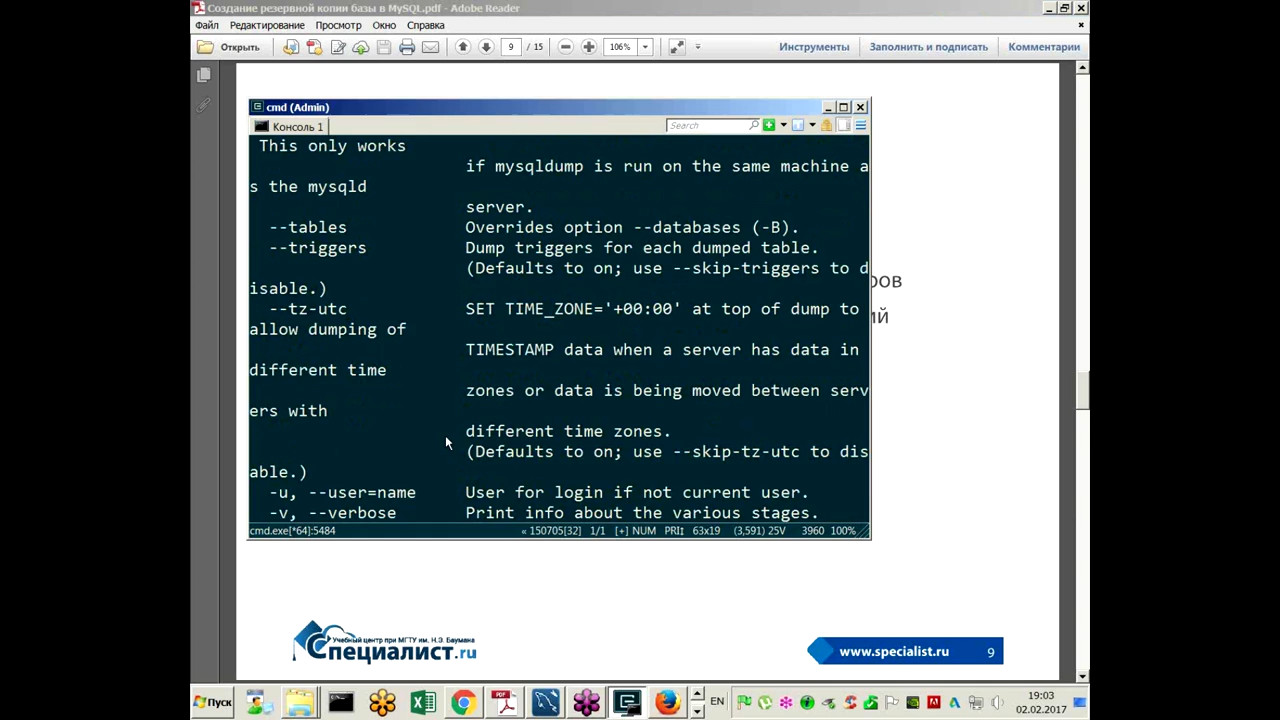 Создание резервной копии базы в MySQL.pdf - Adobe Reader
Файл Редактирование Просмотр Окно Справка
Открыть 9 / 15 106% Инструменты Заполнить и подписать Комментарии
cmd (Admin)
Консоль 1 Search
This only works
if mysqldump is run on the same machine a
s the mysqld
server.
--tables Overrides option --databases (-B).
--triggers Dump triggers for each dumped table.
(Defaults to on; use --skip-triggers to d
isable.)
--tz-utc SET TIME_ZONE='+00:00' at top of dump to
allow dumping of
TIMESTAMP data when a server has data in
different time
zones or data is being moved between serv
ers with
different time zones.
(Defaults to on; use --skip-tz-utc to dis
able.)
-u, --user=name User for login if not current user.
-v, --verbose Print info about the various stages.
cmd.exe[*64]:5484 « 150705[32] 1/1 [+] NUM PRI↕ 63x19 (3,591) 25V 3960 100%
ров
ий
Учебный центр при МГТУ им. Н.Э. Баумана
Специалист.ru
www.specialist.ru 9
Пуск EN 19:03
02.02.2017